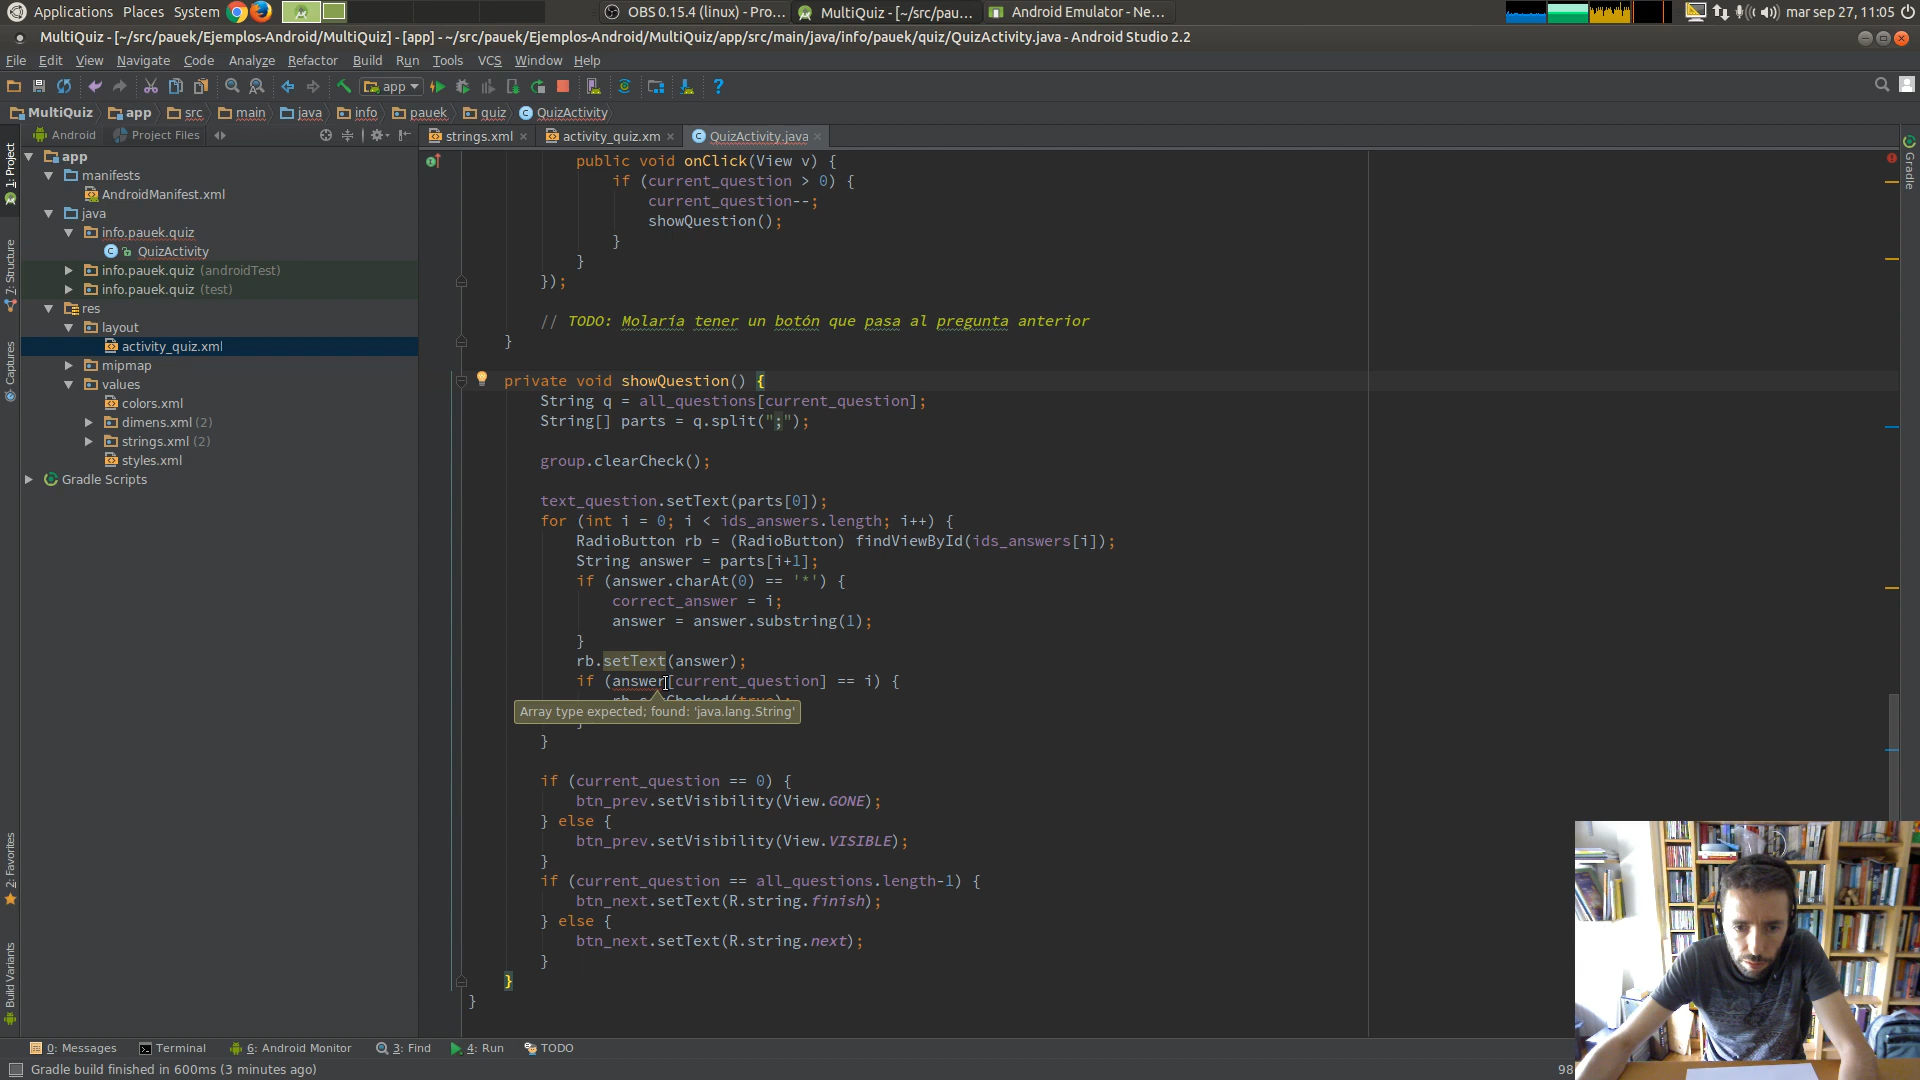 Applications Places System
OBS 0.15.4 (linux) - Pro...
MultiQuiz - [~/src/pau...
Android Emulator - Ne...
mar sep 27, 11:05
MultiQuiz - [~/src/pauek/Ejemplos-Android/MultiQuiz] - [app] - ~/src/pauek/Ejemplos-Android/MultiQuiz/app/src/main/java/info/pauek/quiz/QuizActivity.java - Android Studio 2.2
File Edit View Navigate Code Analyze Refactor Build Run Tools VCS Window Help
app
MultiQuiz app src main java info pauek quiz QuizActivity
Android Project Files
strings.xml activity_quiz.xm QuizActivity.java
1: Project
7: Structure
Captures
2: Favorites
Build Variants
Gradle
app
manifests
AndroidManifest.xml
java
info.pauek.quiz
QuizActivity
info.pauek.quiz (androidTest)
info.pauek.quiz (test)
res
layout
activity_quiz.xml
mipmap
values
colors.xml
dimens.xml (2)
strings.xml (2)
styles.xml
Gradle Scripts
public void onClick(View v) {
if (current_question > 0) {
current_question--;
showQuestion();
}
}
});
// TODO: Molaría tener un botón que pasa al pregunta anterior
}
private void showQuestion() {
String q = all_questions[current_question];
String[] parts = q.split(";");
group.clearCheck();
text_question.setText(parts[0]);
for (int i = 0; i < ids_answers.length; i++) {
RadioButton rb = (RadioButton) findViewById(ids_answers[i]);
String answer = parts[i+1];
if (answer.charAt(0) == '*') {
correct_answer = i;
answer = answer.substring(1);
}
rb.setText(answer);
if (answer[current_question] == i) {
Array type expected; found: 'java.lang.String'
}
}
if (current_question == 0) {
btn_prev.setVisibility(View.GONE);
} else {
btn_prev.setVisibility(View.VISIBLE);
}
if (current_question == all_questions.length-1) {
btn_next.setText(R.string.finish);
} else {
btn_next.setText(R.string.next);
}
}
}
0: Messages Terminal 6: Android Monitor 3: Find 4: Run TODO
Gradle build finished in 600ms (3 minutes ago)
98